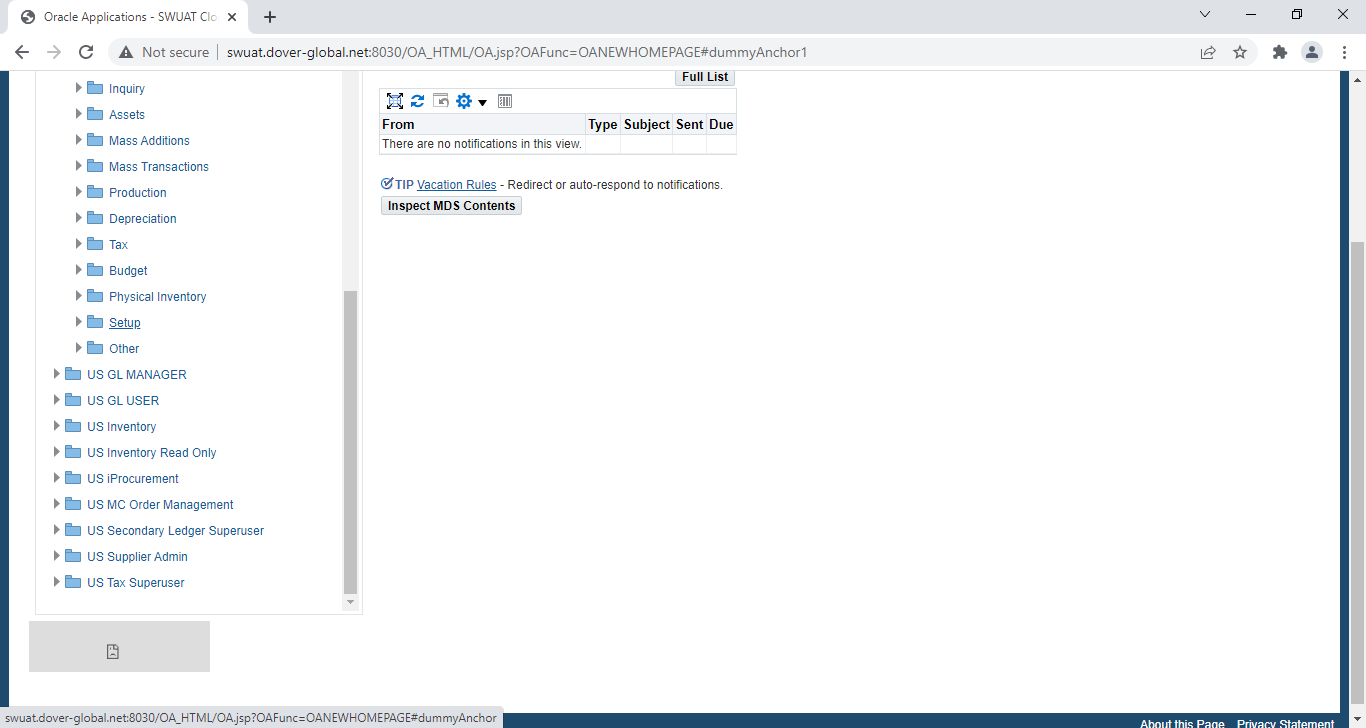 Oracle Applications - SWUAT Clo
Not secure
swuat.dover-global.net:8030/OA_HTML/OA.jsp?OAFunc=OANEWHOMEPAGE#dummyAnchor1
Inquiry
Assets
Mass Additions
Mass Transactions
Production
Depreciation
Tax
Budget
Physical Inventory
Setup
Other
US GL MANAGER
US GL USER
US Inventory
US Inventory Read Only
US iProcurement
US MC Order Management
US Secondary Ledger Superuser
US Supplier Admin
US Tax Superuser
Full List
From Type Subject Sent Due
There are no notifications in this view.
TIP Vacation Rules - Redirect or auto-respond to notifications.
Inspect MDS Contents
swuat.dover-global.net:8030/OA_HTML/OA.jsp?OAFunc=OANEWHOMEPAGE#dummyAnchor
About this Page Privacy Statement